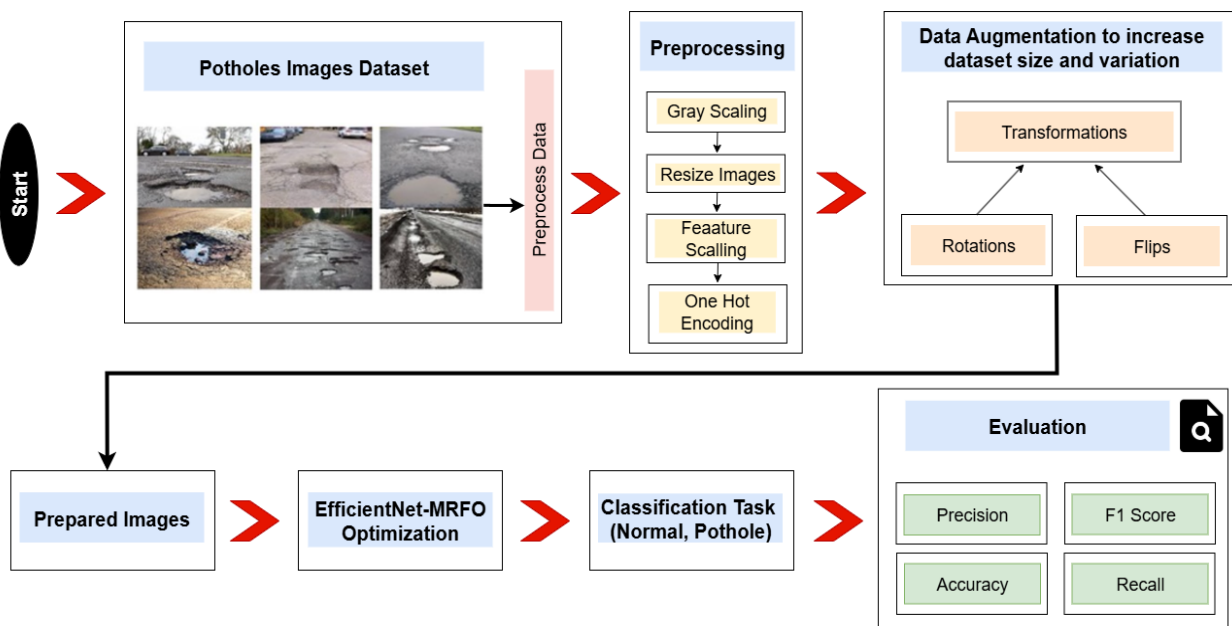 Start
Potholes Images Dataset
Preprocess Data
Preprocessing
Gray Scaling
Resize Images
Feaature
Scalling
One Hot
Encoding
Data Augmentation to increase
dataset size and variation
Transformations
Rotations
Flips
Prepared Images
EfficientNet-MRFO
Optimization
Classification Task
(Normal, Pothole)
Evaluation
Precision
F1 Score
Accuracy
Recall